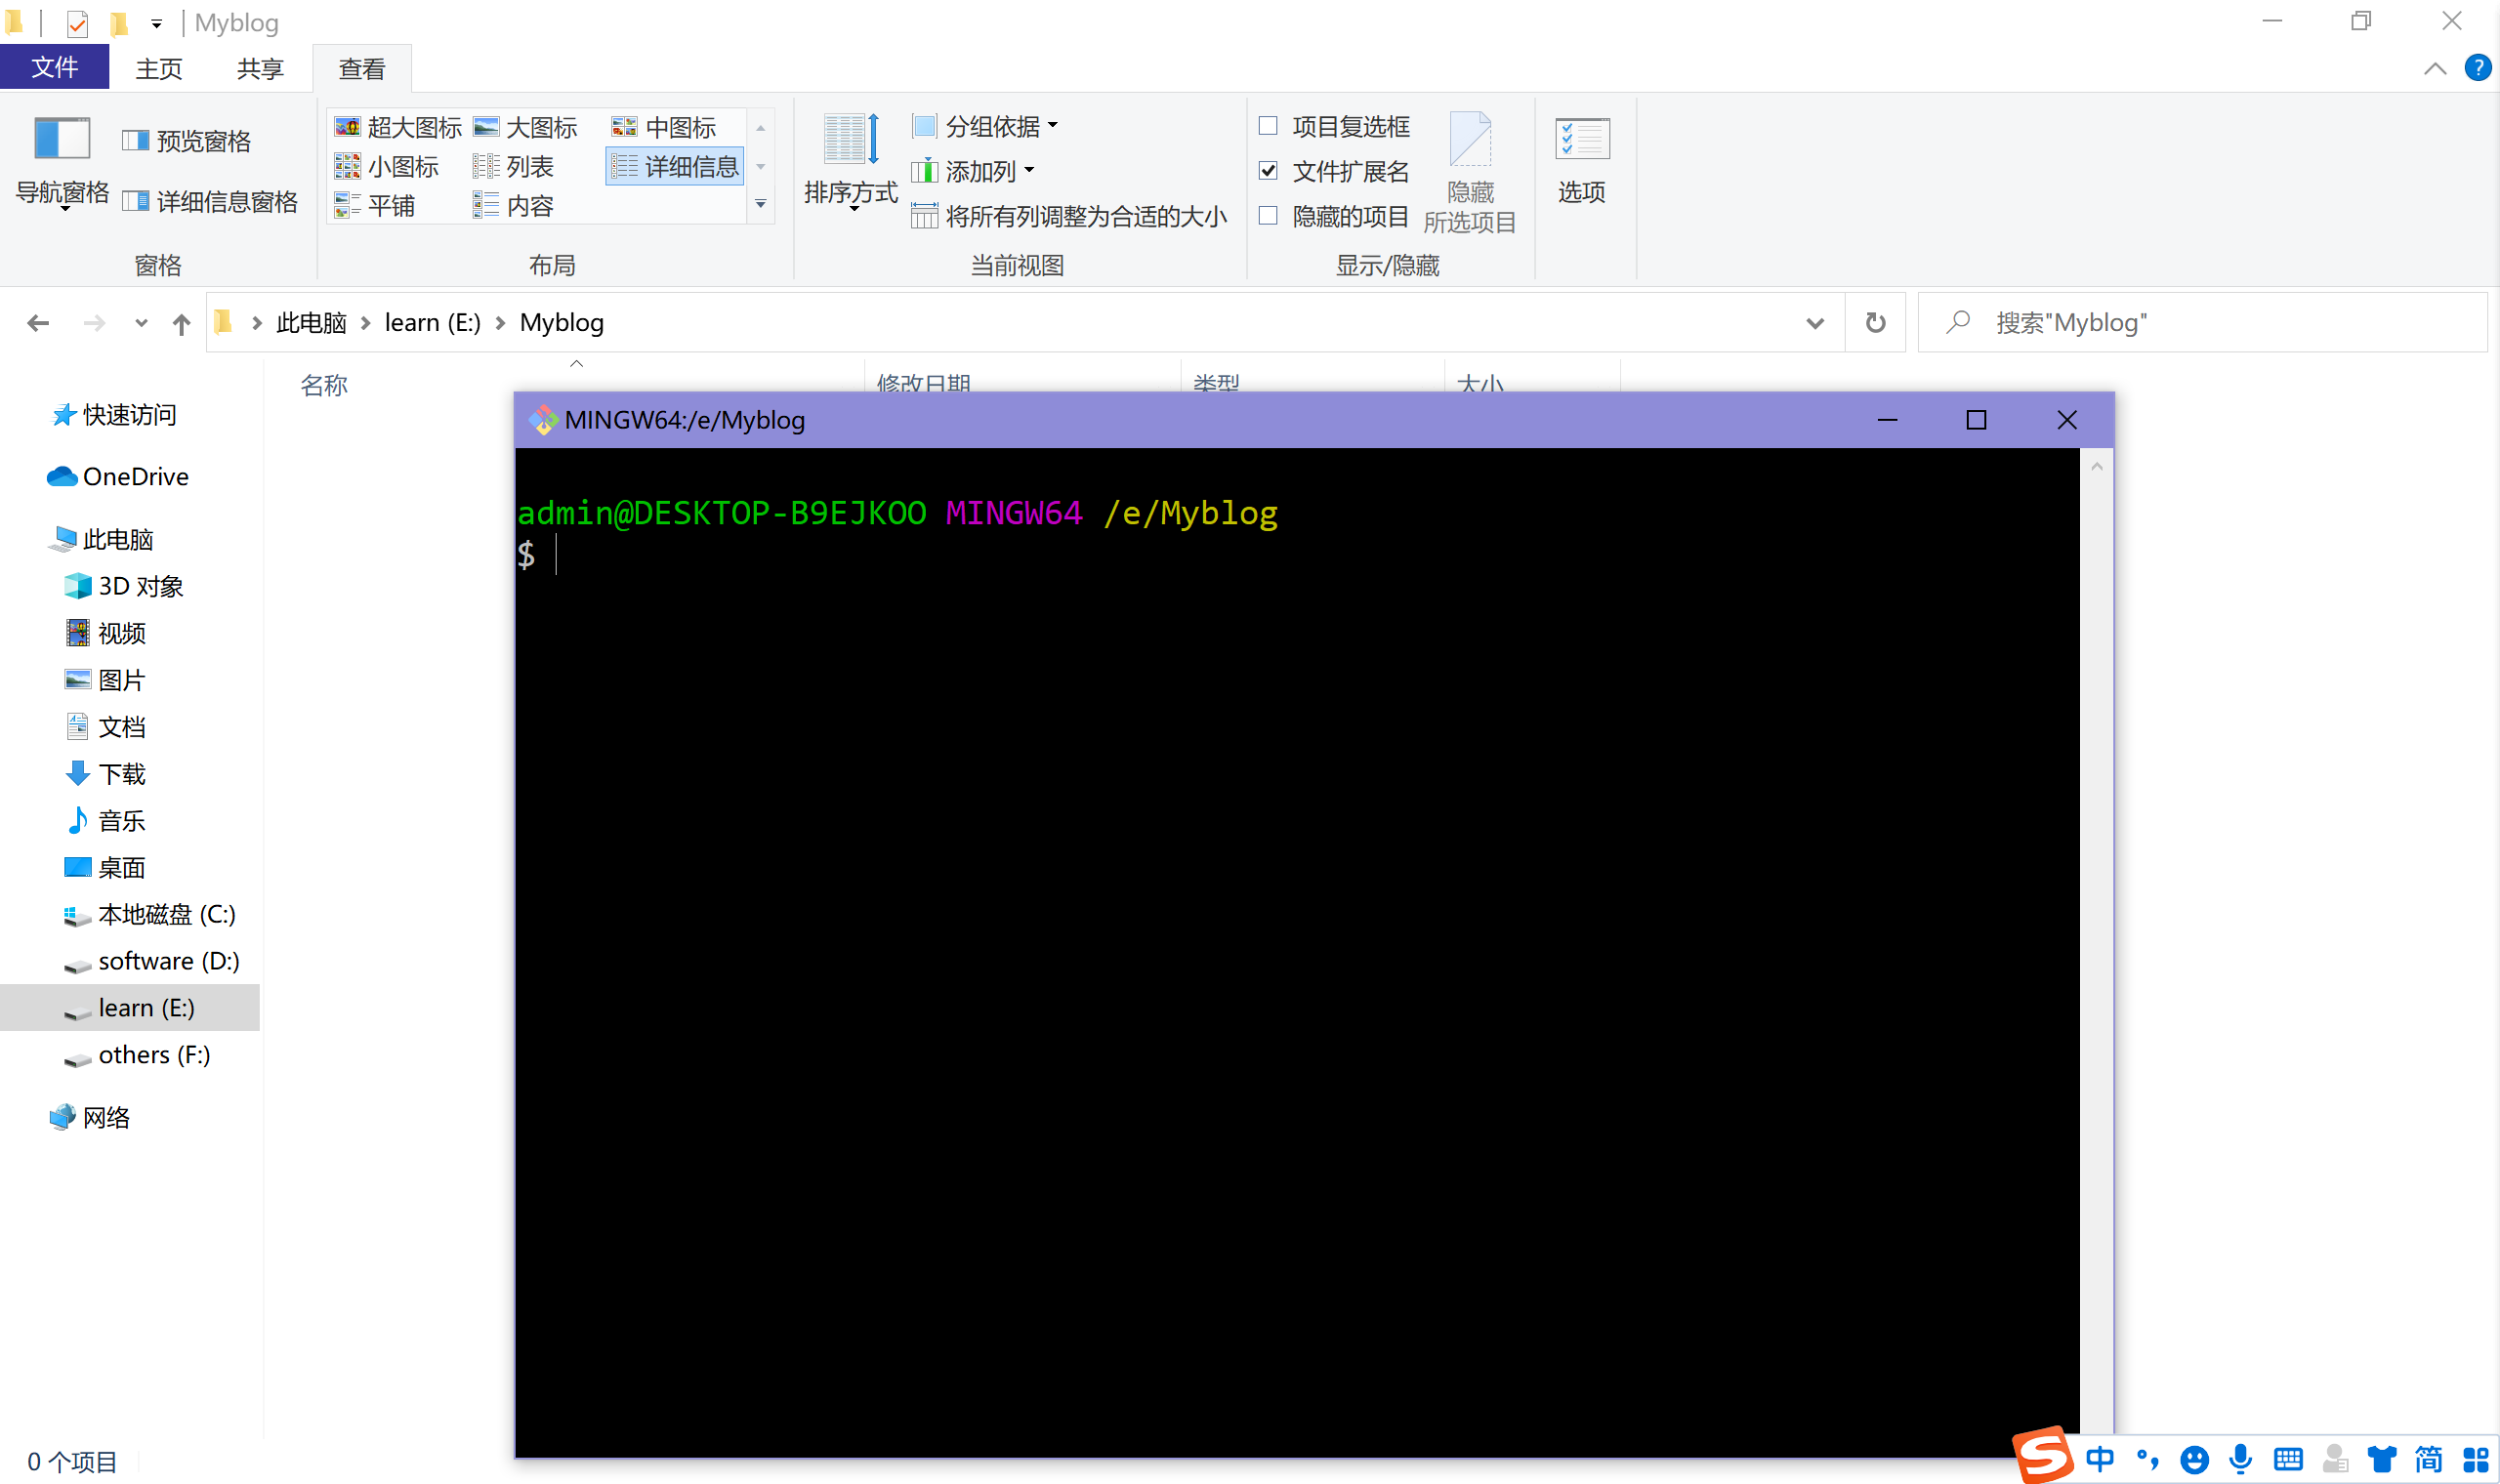 Myblog
文件 主页 共享 查看
导航窗格
预览窗格
详细信息窗格
窗格
超大图标 大图标 中图标
小图标 列表 详细信息
平铺 内容
布局
排序方式
分组依据
添加列
将所有列调整为合适的大小
当前视图
项目复选框
文件扩展名
隐藏的项目
隐藏
所选项目
显示/隐藏
选项
此电脑 learn (E:) Myblog
搜索"Myblog"
名称 修改日期 类型 大小
快速访问
OneDrive
此电脑
3D 对象
视频
图片
文档
下载
音乐
桌面
本地磁盘 (C:)
software (D:)
learn (E:)
others (F:)
网络
MINGW64:/e/Myblog
admin@DESKTOP-B9EJKOO MINGW64 /e/Myblog
$
0 个项目
中 简